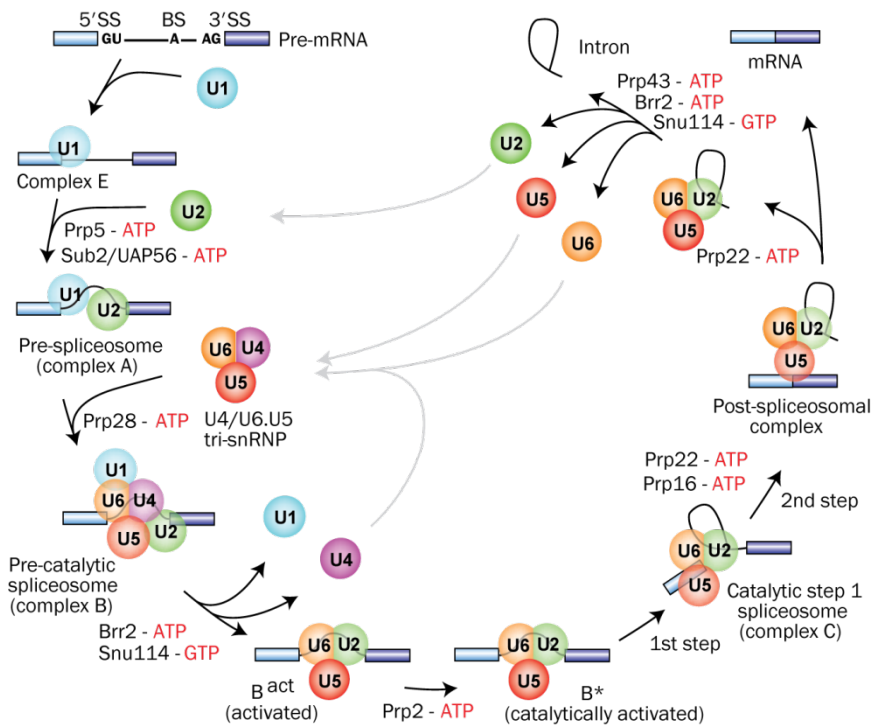 5'SS BS 3'SS
GU A AG Pre-mRNA
U1
U1
Complex E
U2
Prp5 - ATP
Sub2/UAP56 - ATP
U1
U2
Pre-spliceosome
(complex A)
U6 U4
U5
U4/U6.U5
tri-snRNP
Prp28 - ATP
U1
U6 U4
U5 U2
Pre-catalytic
spliceosome
(complex B)
U1
U4
Brr2 - ATP
Snu114 - GTP
U6 U2
U5
B act
(activated)
Prp2 - ATP
U6 U2
U5
B*
(catalytically activated)
1st step
U6 U2
U5
Catalytic step 1
spliceosome
(complex C)
Prp22 - ATP
Prp16 - ATP
2nd step
U6 U2
U5
Post-spliceosomal
complex
Prp22 - ATP
mRNA
U6 U2
U5
Prp43 - ATP
Brr2 - ATP
Snu114 - GTP
Intron
U2
U5
U6